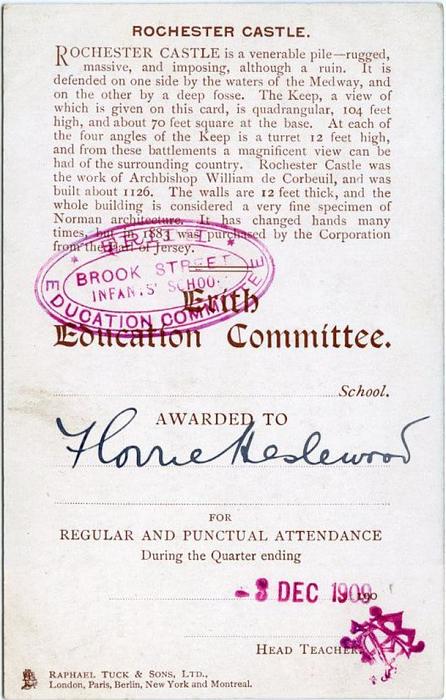 ROCHESTER CASTLE.
ROCHESTER CASTLE is a venerable pile—rugged,
massive, and imposing, although a ruin. It is
defended on one side by the waters of the Medway, and
on the other by a deep fosse. The Keep, a view of
which is given on this card, is quadrangular, 104 feet
high, and about 70 feet square at the base. At each of
the four angles of the Keep is a turret 12 feet high,
and from these battlements a magnificent view can be
had of the surrounding country. Rochester Castle was
the work of Archbishop William de Corbeuil, and was
built about 1126. The walls are 12 feet thick, and the
whole building is considered a very fine specimen of
Norman architecture. It has changed hands many
times, but in 1883 was purchased by the Corporation
from the Earl of Jersey.
ERITH
BROOK STREET
INFANTS' SCHOOL
EDUCATION COMMITTEE
Erith
Education Committee.
School.
AWARDED TO
Florrie Heslewood
FOR
REGULAR AND PUNCTUAL ATTENDANCE
During the Quarter ending
-3 DEC 1909 190
HEAD TEACHER
RAPHAEL TUCK & SONS, LTD.,
London, Paris, Berlin, New York and Montreal.